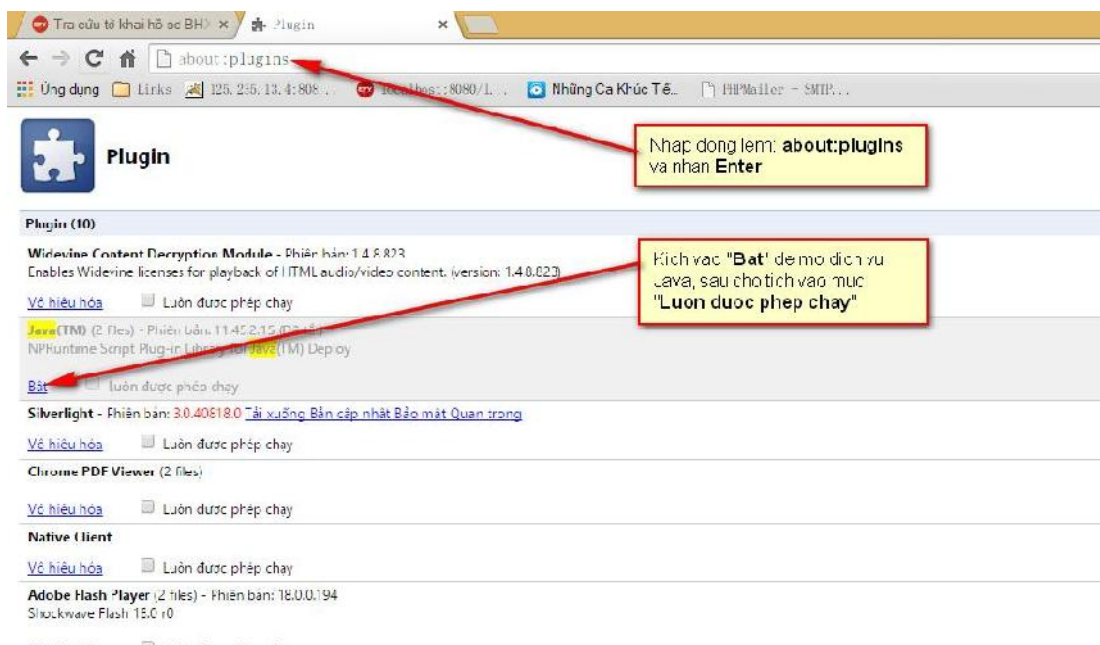 Tra cứu tờ khai hồ sơ BHX
Plugin
about:plugins
Ứng dụng
Links
125.235.13.4:808...
localhos::8080/1...
Những Ca Khúc Tế...
PHPMailer - SMTP...
Plugin
Nhap dong lenh: about:plugins
va nhan Enter
Plugin (10)
Widevine Content Decryption Module - Phiên bản: 1.4.8.823
Enables Widevine licenses for playback of HTML audio/video content. (version: 1.4.8.823)
Vô hiệu hóa
Luôn được phép chạy
Kich vao "Bat" de mo dich vu
Java, sau cho tich vao muc
"Luon duoc phep chay"
Java(TM) (2 files) - Phiên bản: 11.45.2.15 (Đã tắt)
NPRuntime Script Plug-in Library for Java(TM) Deploy
Bật
Luôn được phép chạy
Silverlight - Phiên bản: 3.0.40818.0 Tải xuống Bản cập nhật Bảo mật Quan trọng
Vô hiệu hóa
Luôn được phép chạy
Chrome PDF Viewer (2 files)
Vô hiệu hóa
Luôn được phép chạy
Native Client
Vô hiệu hóa
Luôn được phép chạy
Adobe Flash Player (2 files) - Phiên bản: 18.0.0.194
Shockwave Flash 18.0 r0